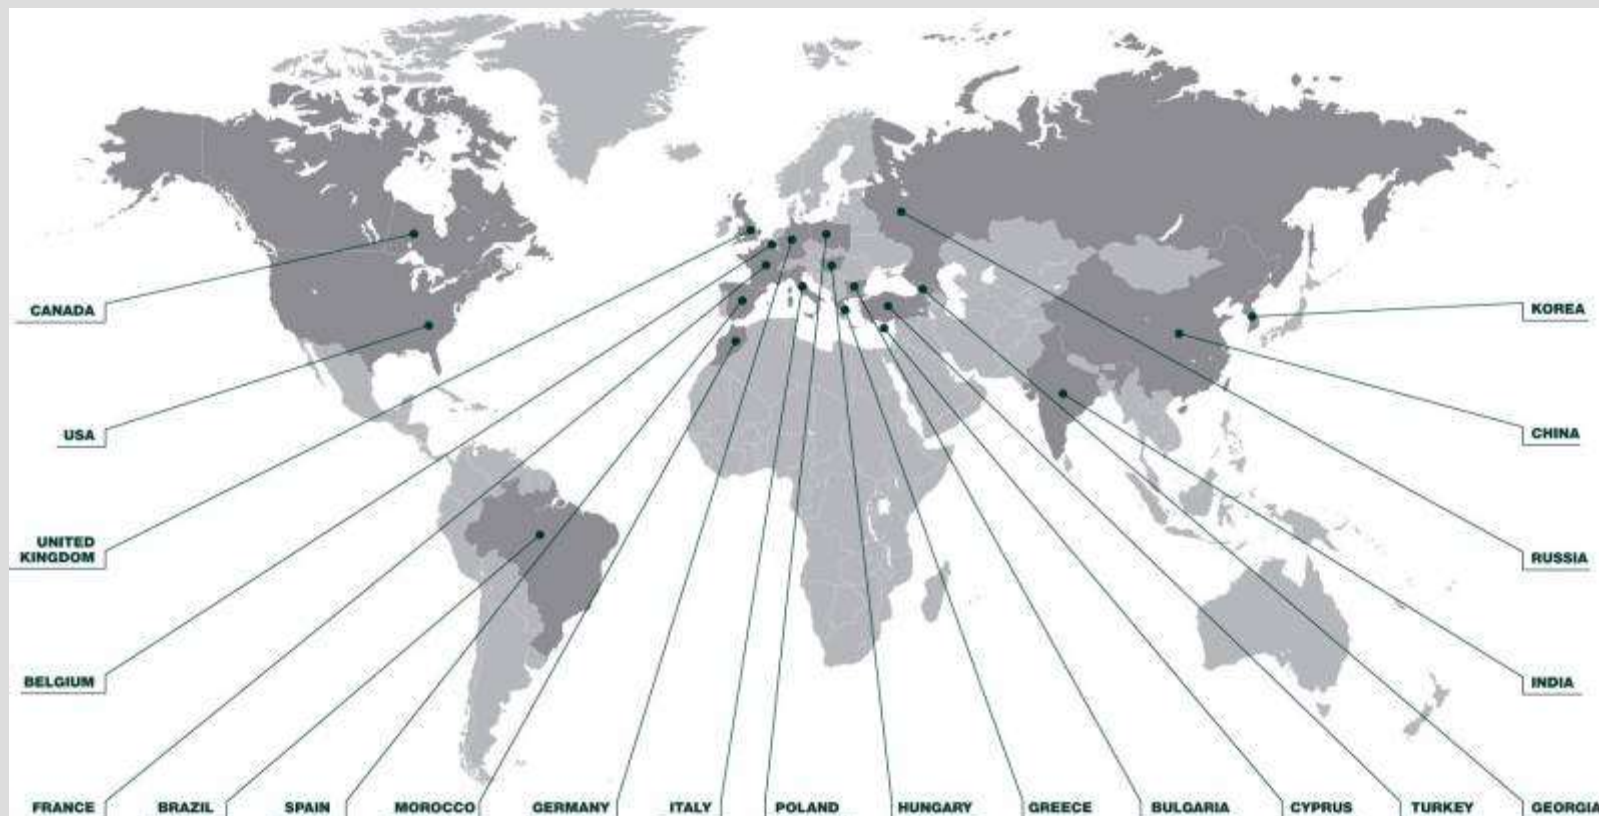 CANADA
KOREA
USA
CHINA
UNITED
KINGDOM
RUSSIA
BELGIUM
INDIA
FRANCE
BRAZIL
SPAIN
MOROCCO
GERMANY
ITALY
POLAND
HUNGARY
GREECE
BULGARIA
CYPRUS
TURKEY
GEORGIA